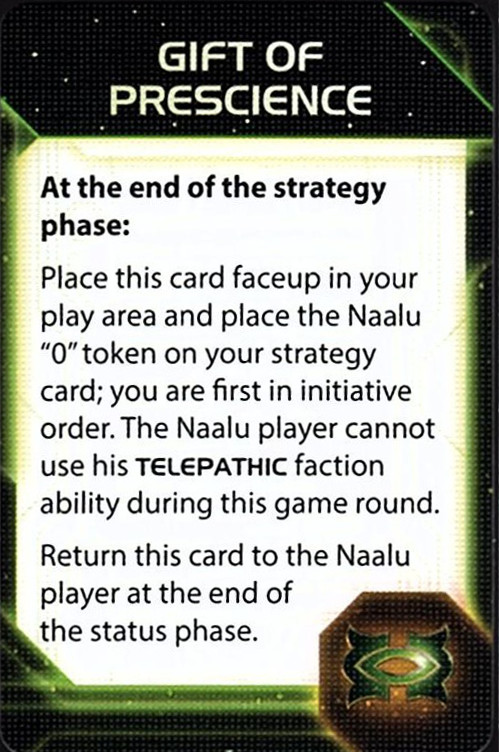 GIFT OF
PRESCIENCE
At the end of the strategy
phase:
Place this card faceup in your
play area and place the Naalu
“0” token on your strategy
card; you are first in initiative
order. The Naalu player cannot
use his TELEPATHIC faction
ability during this game round.
Return this card to the Naalu
player at the end of
the status phase.